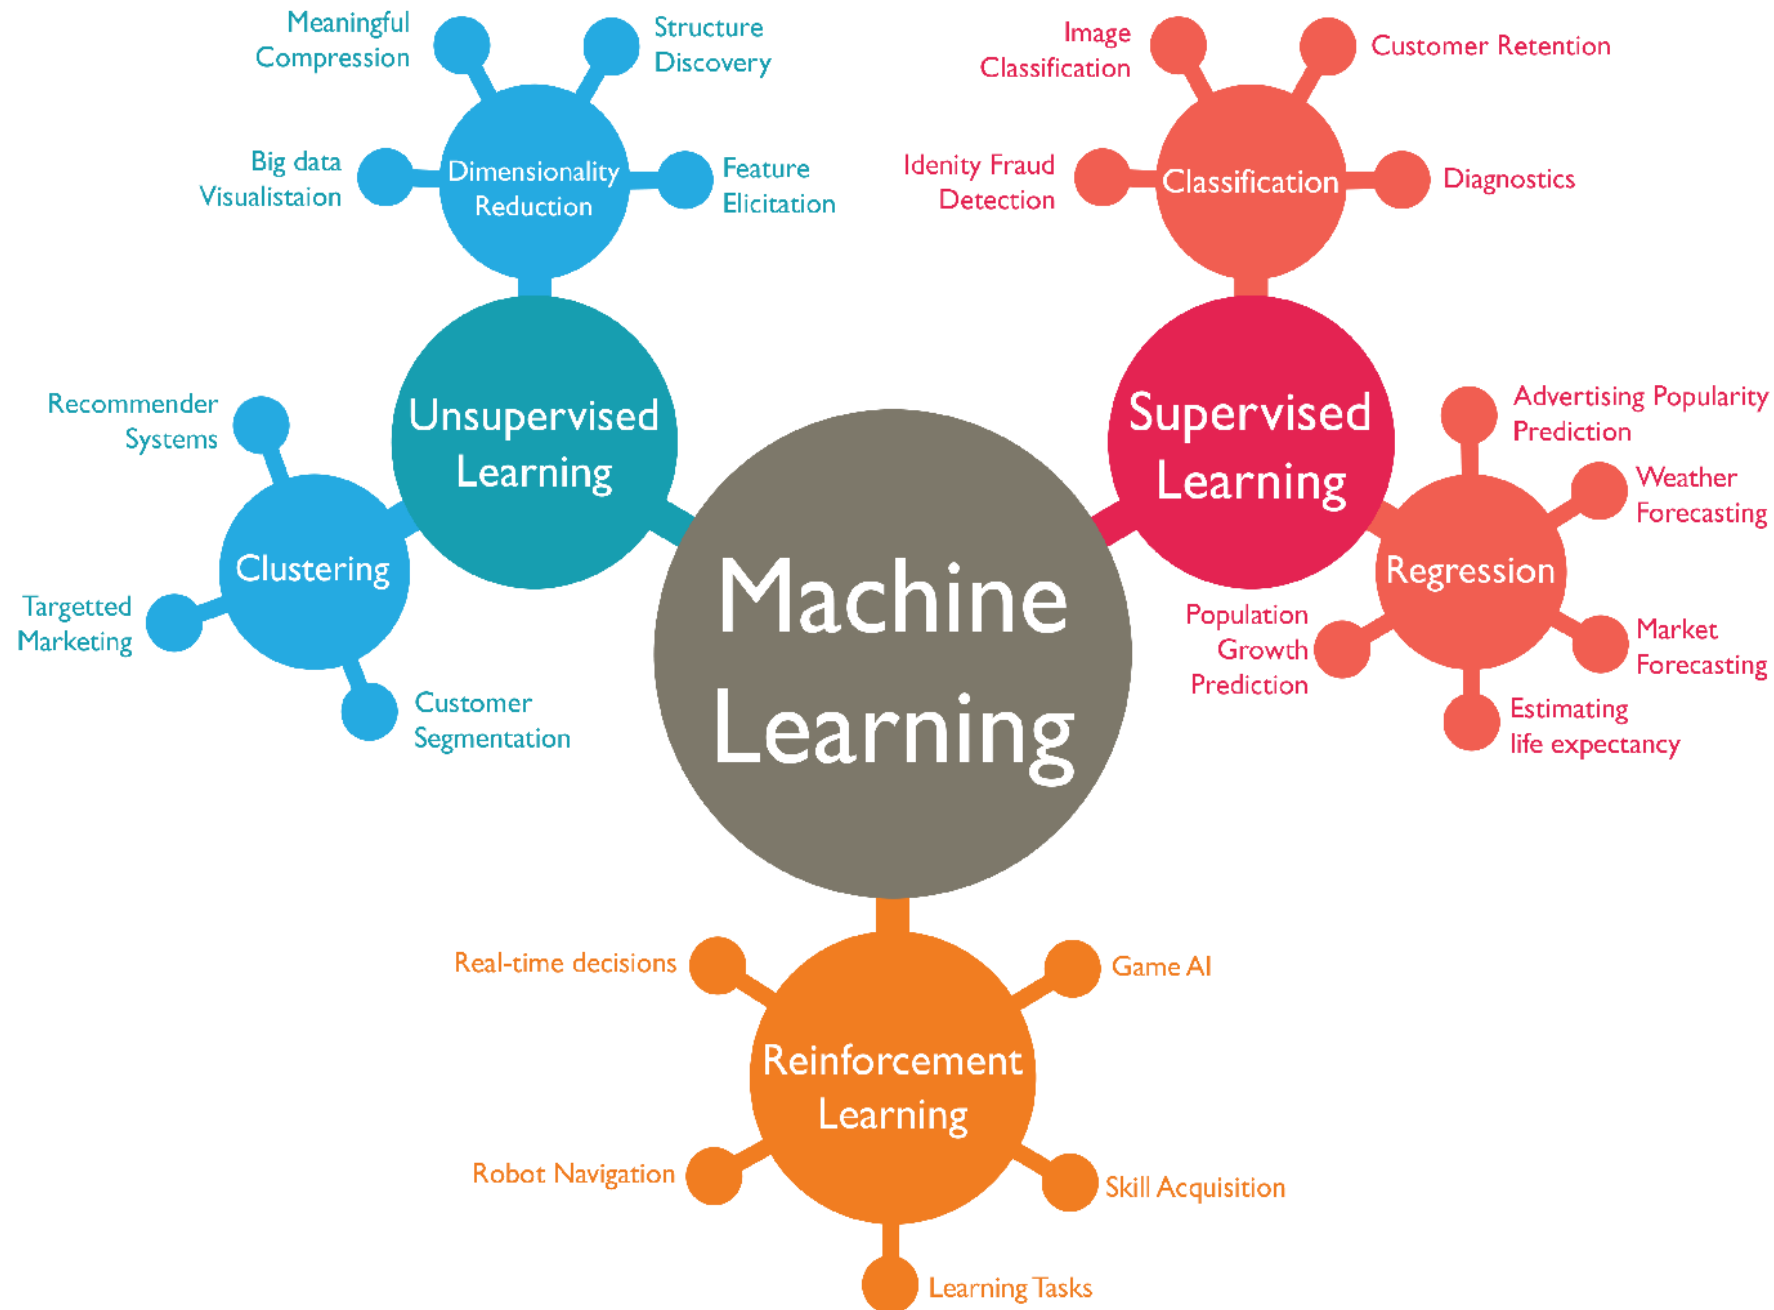 Meaningful
Compression
Structure
Discovery
Big data
Visualistaion
Dimensionality
Reduction
Feature
Elicitation
Image
Classification
Customer Retention
Idenity Fraud
Detection
Classification
Diagnostics
Recommender
Systems
Unsupervised
Learning
Clustering
Targetted
Marketing
Customer
Segmentation
Machine
Learning
Supervised
Learning
Advertising Popularity
Prediction
Weather
Forecasting
Regression
Population
Growth
Prediction
Market
Forecasting
Estimating
life expectancy
Real-time decisions
Game AI
Reinforcement
Learning
Robot Navigation
Skill Acquisition
Learning Tasks